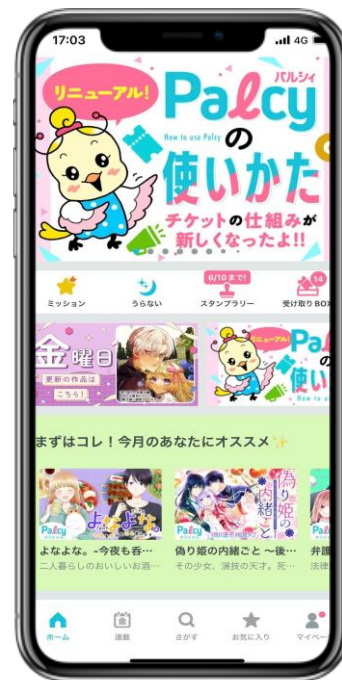 17:03
4G
リニューアル!
Palcy
パルシィ
How to use Palcy
の
使いかた
チケットの仕組みが
新しくなったよ!!
6/10まで!
14
ミッション
うらない
スタンプラリー
受け取りBOX
金曜日
更新の作品は
こちら!
リニューアル!
Pa
の
使い
How to u
まずはコレ!今月のあなたにオススメ✨
Palcy
よなよな。
Palcy
偽り姫の内緒ごと
Palcy
よなよな。-今夜も呑…
偽り姫の内緒ごと ～後…
弁護
二人暮らしのおいしいお酒…
その少女、演技の天才。死…
法律
ホーム
連載
さがす
お気に入り
マイペー